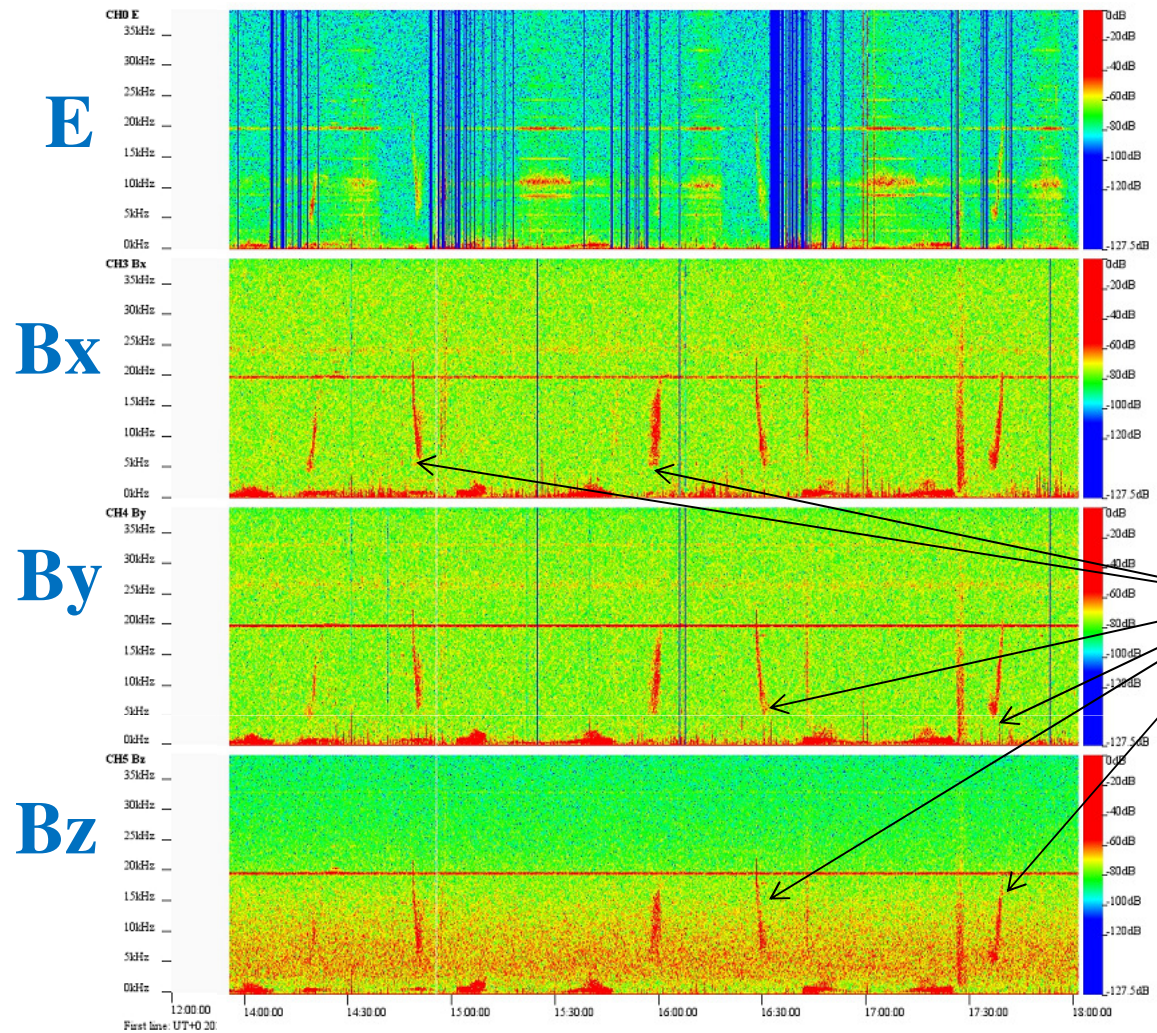 CH0 E
E
35kHz
30kHz
25kHz
20kHz
15kHz
10kHz
5kHz
0kHz
0dB
-20dB
-40dB
-60dB
-80dB
-100dB
-120dB
-127.5dB
CH3 Bx
Bx
35kHz
30kHz
25kHz
20kHz
15kHz
10kHz
5kHz
0kHz
0dB
-20dB
-40dB
-60dB
-80dB
-100dB
-120dB
-127.5dB
CH4 By
By
35kHz
30kHz
25kHz
20kHz
15kHz
10kHz
5kHz
0kHz
0dB
-20dB
-40dB
-60dB
-80dB
-100dB
-120dB
-127.5dB
CH5 Bz
Bz
35kHz
30kHz
25kHz
20kHz
15kHz
10kHz
5kHz
0kHz
0dB
-20dB
-40dB
-60dB
-80dB
-100dB
-120dB
-127.5dB
12:00:00 14:00:00 14:30:00 15:00:00 15:30:00 16:00:00 16:30:00 17:00:00 17:30:00 18:00:00
First line: UT+0 20